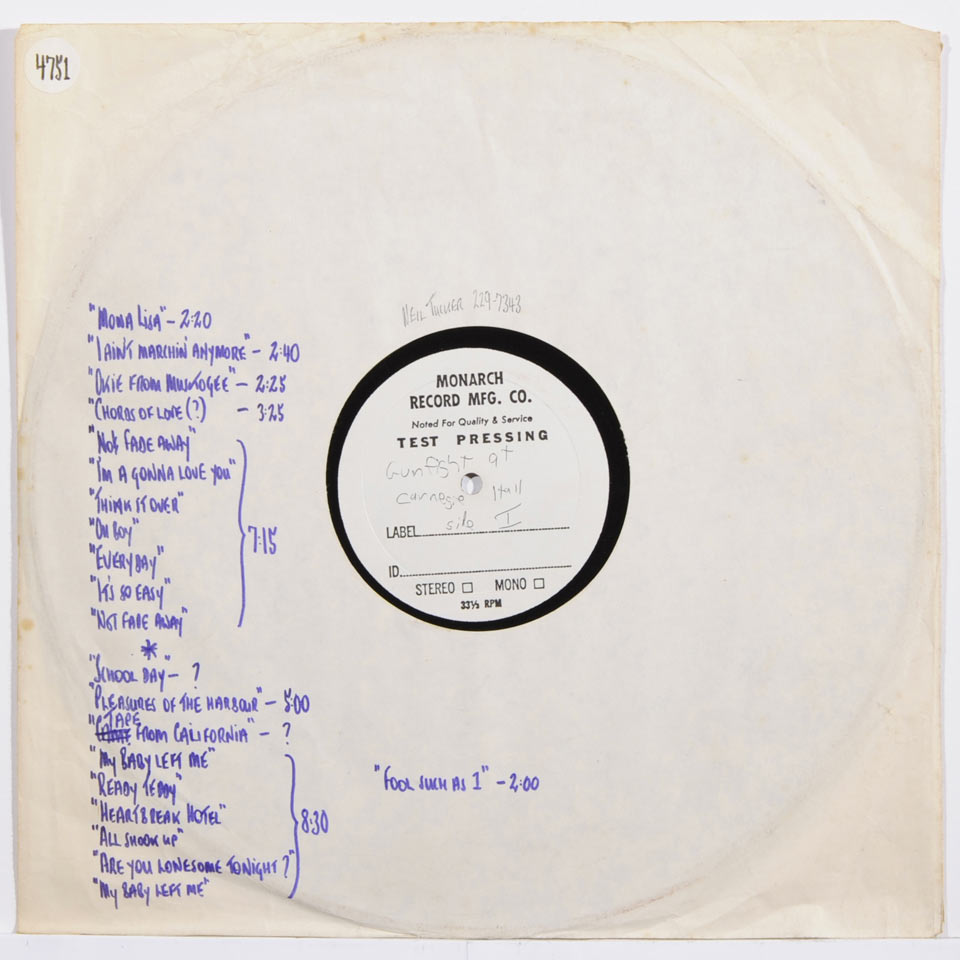 4751
NEIL TURNER 229-7343
"MONA LISA" - 2:20
"I AIN'T MARCHIN' ANYMORE" - 2:40
"OKIE FROM MUSKOGEE" - 2:25
"CHORDS OF LOVE (?) - 3:25
"NOT FADE AWAY"
"I'M A GONNA LOVE YOU"
"THINK IT OVER"
"OH BOY"
"EVERYDAY"
"IT'S SO EASY"
"NOT FADE AWAY"
7:15
*
"SCHOOL DAY - ?
"PLEASURES OF THE HARBOUR" - 5:00
"TAPE FROM CALIFORNIA" - ?
"MY BABY LEFT ME"
"READY TEDDY"
"HEARTBREAK HOTEL"
"ALL SHOOK UP"
"ARE YOU LONESOME TONIGHT?"
"MY BABY LEFT ME"
8:30
"FOOL SUCH AS I" - 2:00
MONARCH
RECORD MFG. CO.
Noted For Quality & Service
TEST PRESSING
Gunfight at
Carnegie Hall
side I
LABEL
ID
STEREO MONO
33⅓ RPM